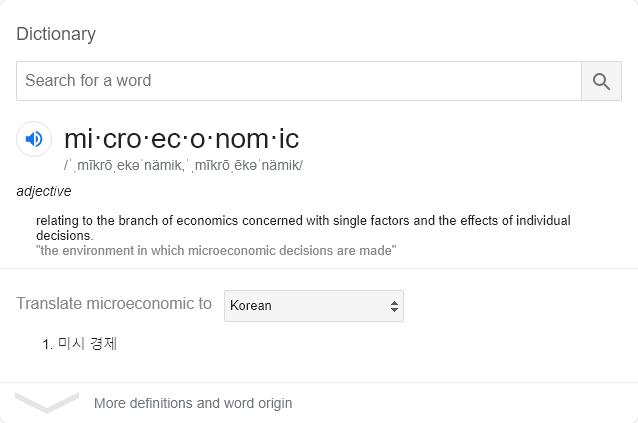 Dictionary
Search for a word
mi·cro·ec·o·nom·ic
/ˈˌmīkrōˌekəˈnämik,ˈˌmīkrōˌēkəˈnämik/
adjective
relating to the branch of economics concerned with single factors and the effects of individual
decisions.
"the environment in which microeconomic decisions are made"
Translate microeconomic to Korean
1. 미시 경제
More definitions and word origin